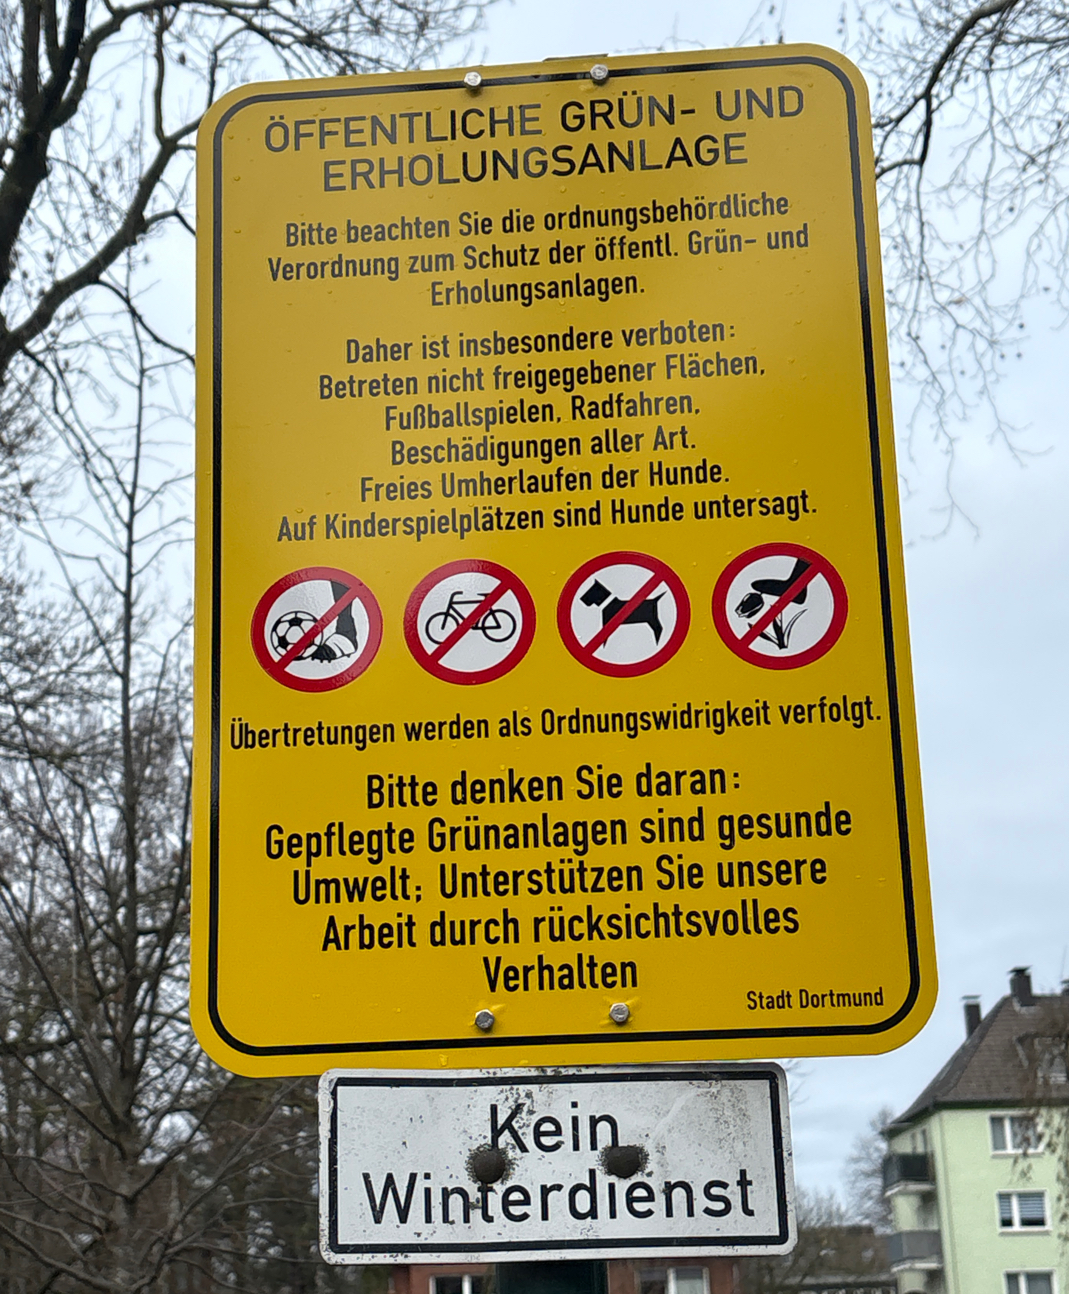 ÖFFENTLICHE GRÜN- UND
ERHOLUNGSANLAGE
Bitte beachten Sie die ordnungsbehördliche
Verordnung zum Schutz der öffentl. Grün- und
Erholungsanlagen.
Daher ist insbesondere verboten:
Betreten nicht freigegebener Flächen,
Fußballspielen, Radfahren,
Beschädigungen aller Art.
Freies Umherlaufen der Hunde.
Auf Kinderspielplätzen sind Hunde untersagt.
Übertretungen werden als Ordnungswidrigkeit verfolgt.
Bitte denken Sie daran:
Gepflegte Grünanlagen sind gesunde
Umwelt; Unterstützen Sie unsere
Arbeit durch rücksichtsvolles
Verhalten
Stadt Dortmund
Kein
Winterdienst